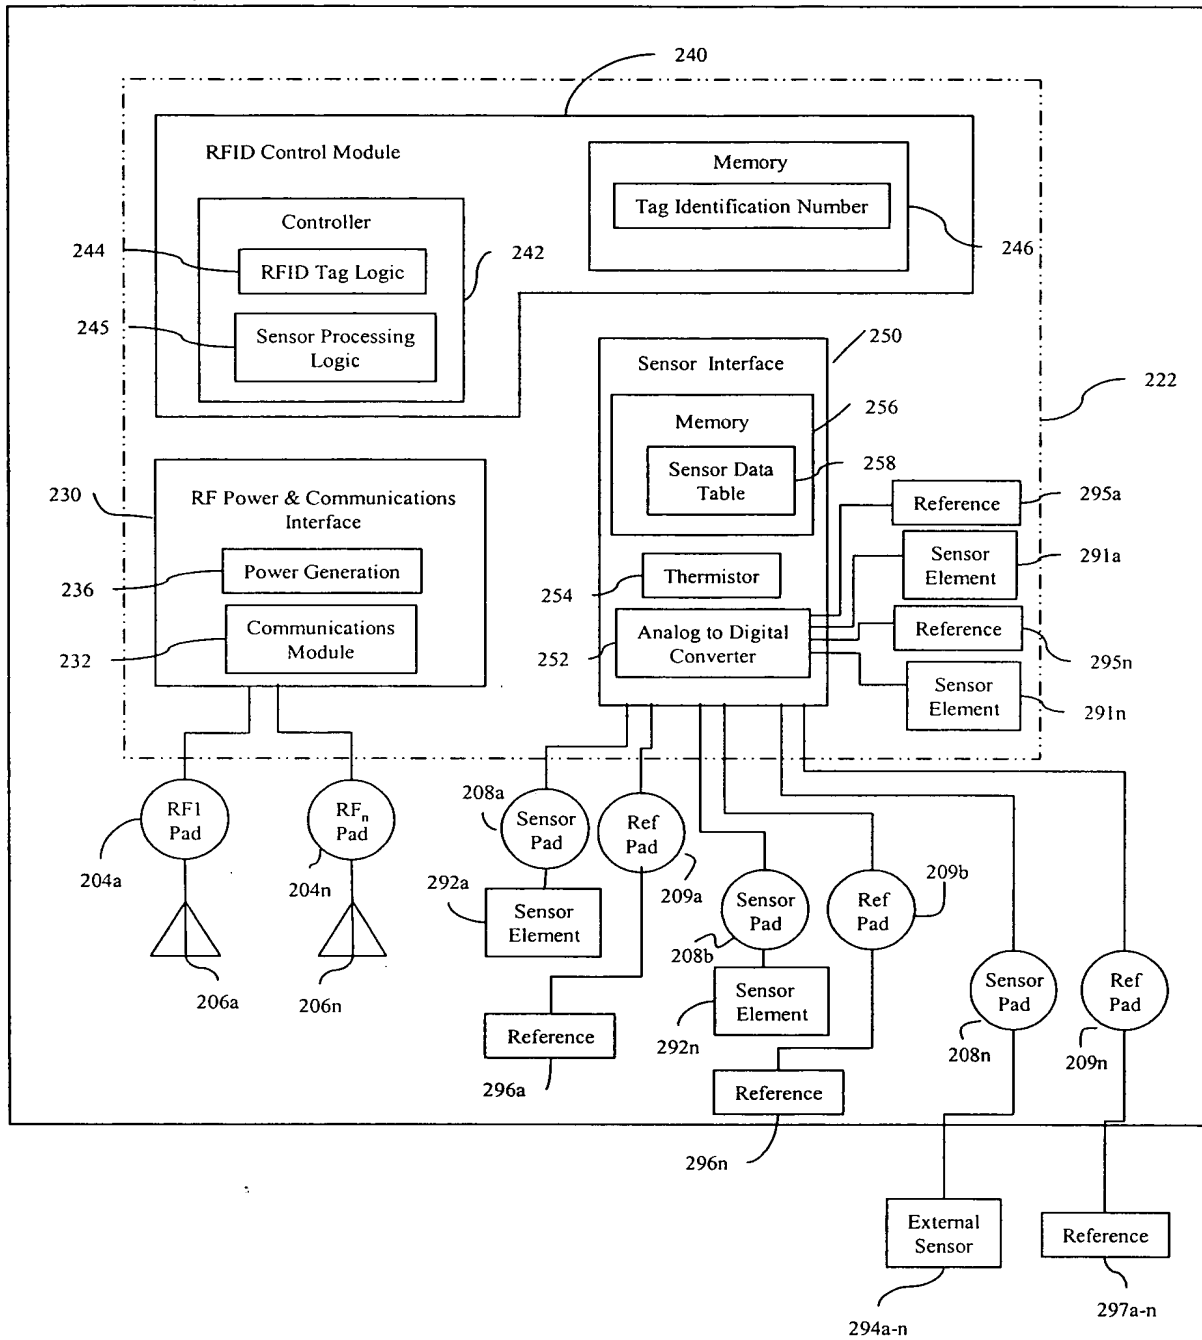 240
RFID Control Module
Memory
Tag Identification Number
Controller
244
242
246
RFID Tag Logic
245
Sensor Processing
Logic
250
Sensor Interface
222
256
Memory
258
Sensor Data
Table
230
RF Power & Communications
Interface
295a
Reference
291a
Sensor
Element
236
Power Generation
254
Thermistor
Communications
Module
232
252
Analog to Digital
Converter
Reference
295n
Sensor
Element
291n
RF1
Pad
RFn
Pad
208a
Sensor
Pad
Ref
Pad
204a
204n
292a
209a
209b
Sensor
Element
Sensor
Pad
Ref
Pad
208b
206a
206n
Sensor
Element
292n
Sensor
Pad
Ref
Pad
208n
209n
Reference
296a
Reference
296n
External
Sensor
Reference
294a-n
297a-n